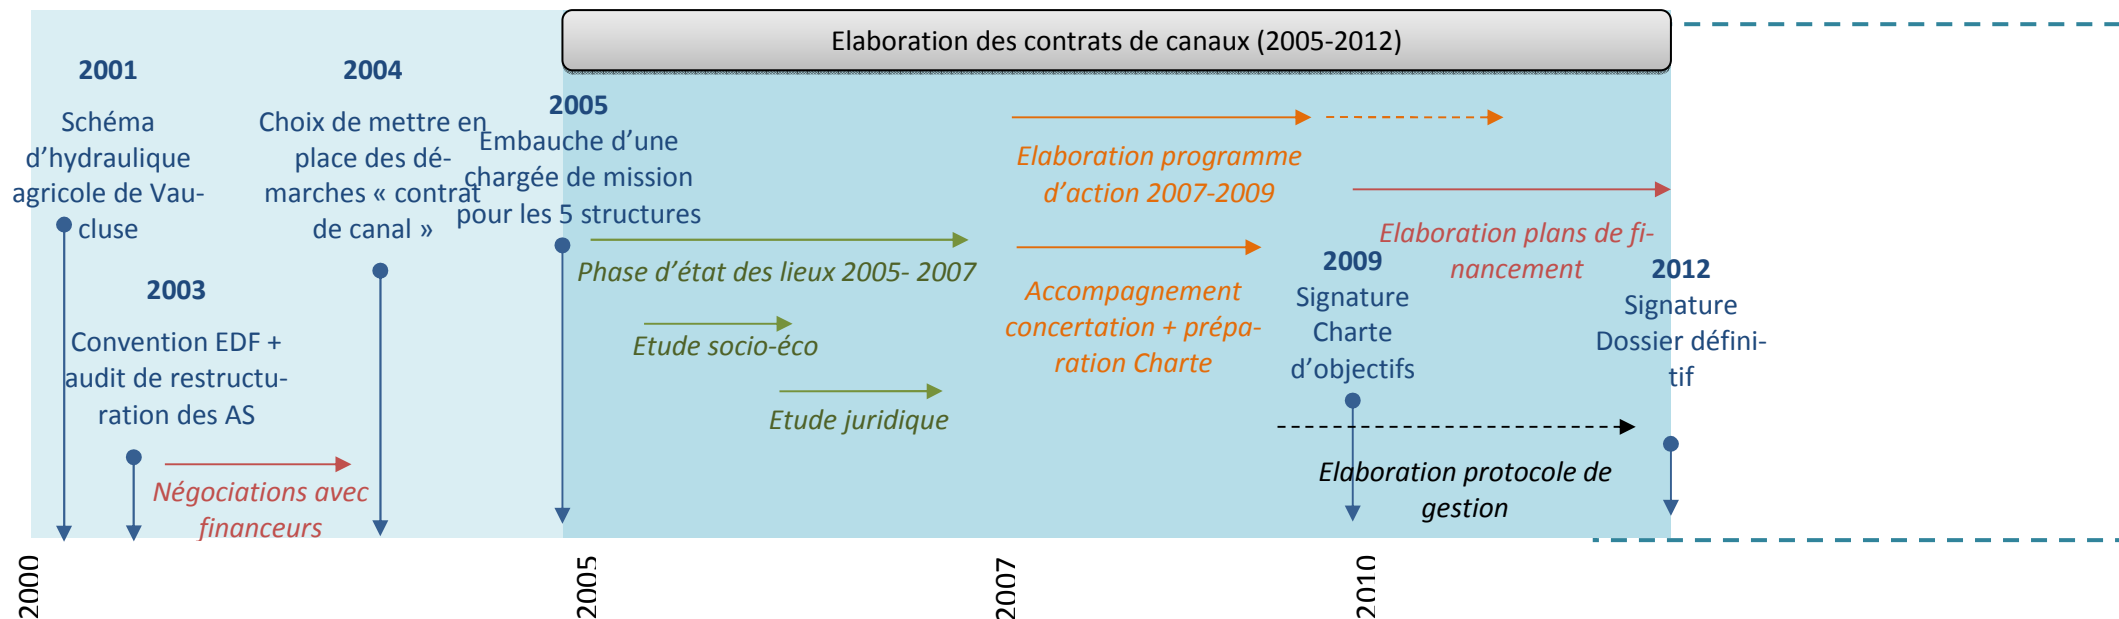 Elaboration des contrats de canaux (2005-2012)
2001
Schéma
d’hydraulique
agricole de Vau-
cluse
2003
Convention EDF +
audit de restructu-
ration des AS
Négociations avec
financeurs
2004
Choix de mettre en
place des dé-
marches « contrat
de canal »
2005
Embauche d’une
chargée de mission
pour les 5 structures
Phase d’état des lieux 2005- 2007
Etude socio-éco
Etude juridique
Elaboration programme
d’action 2007-2009
Accompagnement
concertation + prépa-
ration Charte
2009
Signature
Charte
d’objectifs
Elaboration plans de fi-
nancement
Elaboration protocole de
gestion
2012
Signature
Dossier défini-
tif
2000
2005
2007
2010